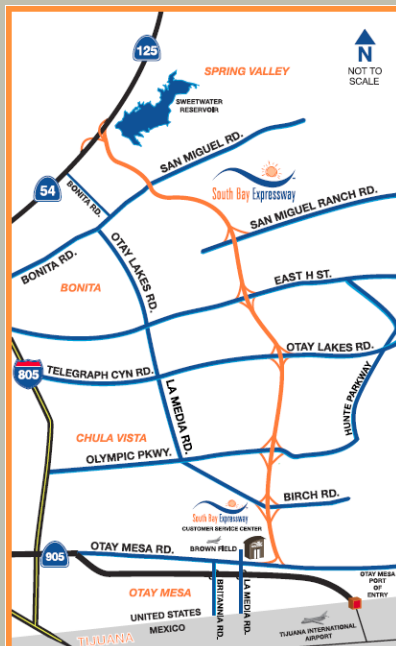 125
SPRING VALLEY
N
NOT TO
SCALE
SWEETWATER
RESERVOIR
SAN MIGUEL RD.
54
BONITA RD.
South Bay Expressway
SAN MIGUEL RANCH RD.
BONITA RD.
OTAY LAKES RD.
EAST H ST.
BONITA
OTAY LAKES RD.
805
TELEGRAPH CYN RD.
LA MEDIA RD.
HUNTE PARKWAY
CHULA VISTA
OLYMPIC PKWY.
BIRCH RD.
South Bay Expressway
CUSTOMER SERVICE CENTER
905
OTAY MESA RD.
BROWN FIELD
OTAY MESA
PORT OF
ENTRY
OTAY MESA
BRITANNIA RD.
LA MEDIA RD.
UNITED STATES
MEXICO
TIJUANA
TIJUANA INTERNATIONAL
AIRPORT